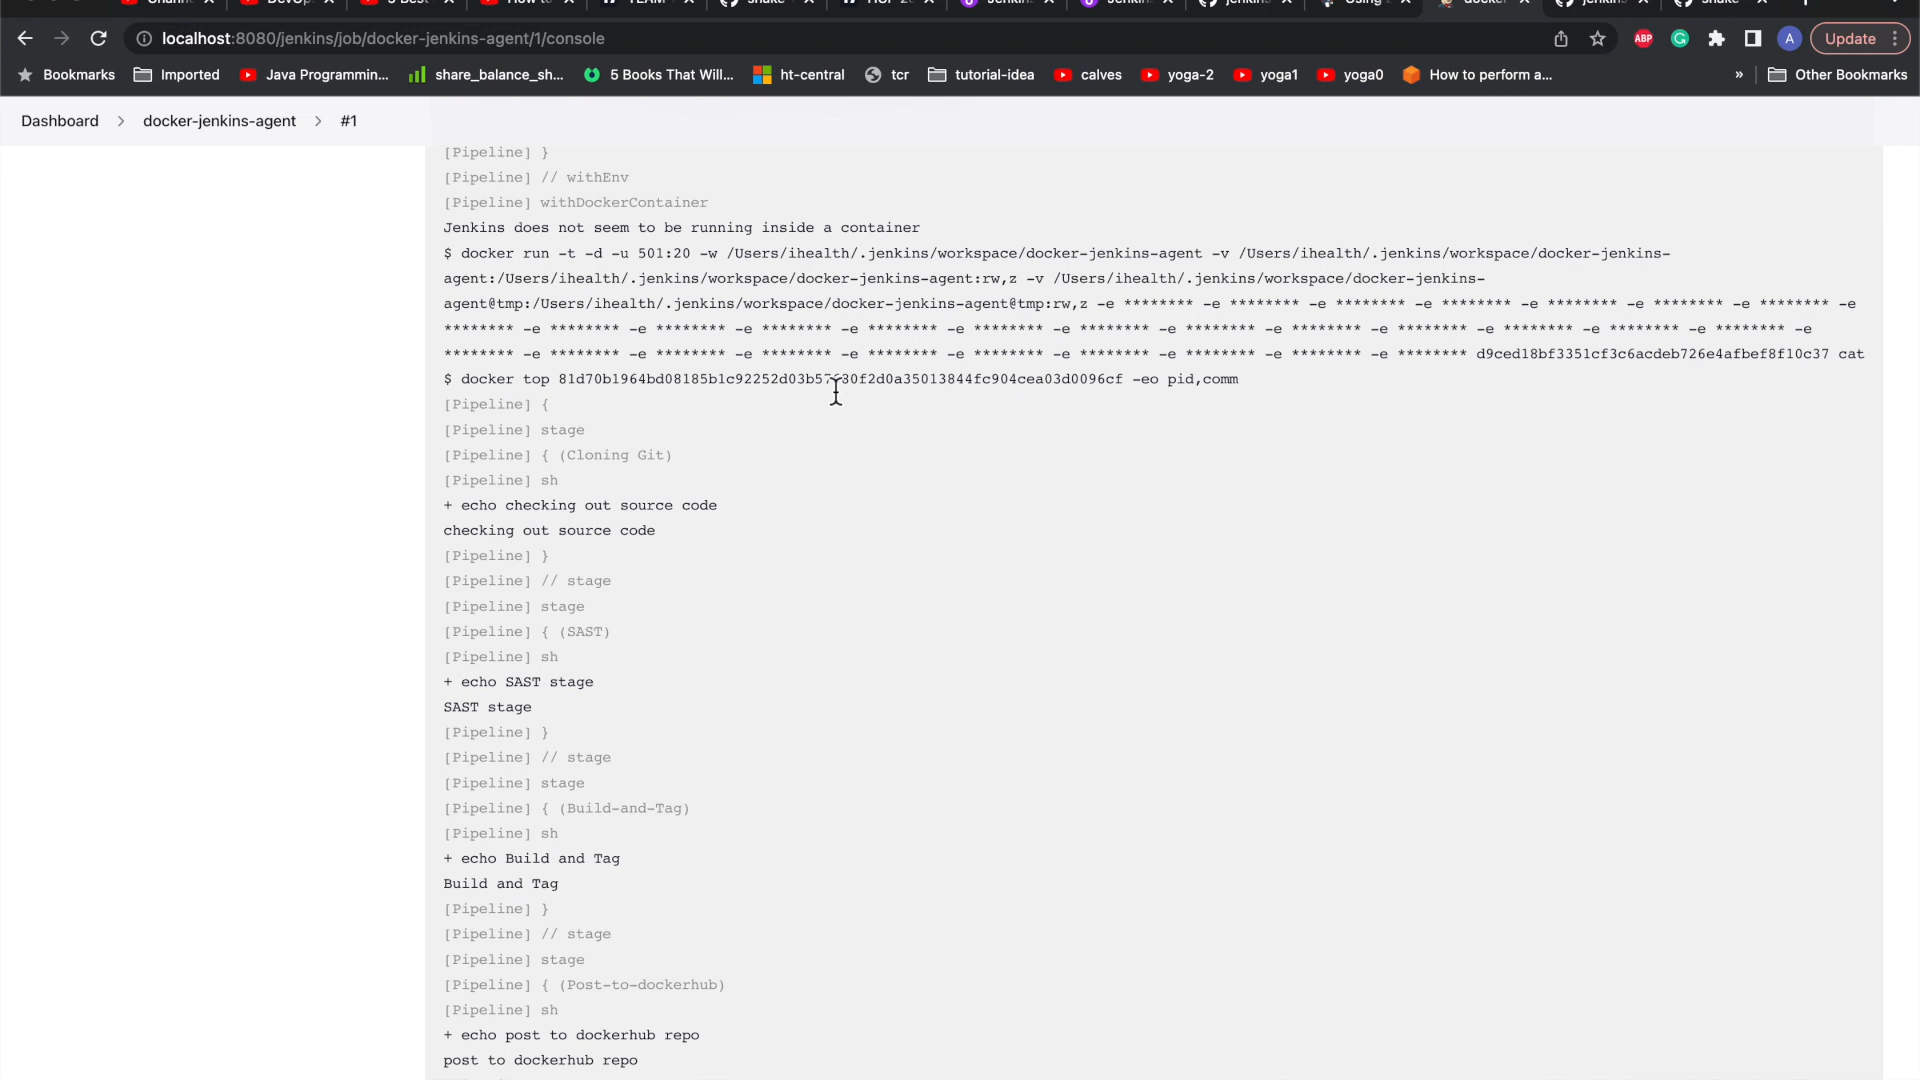 localhost:8080/jenkins/job/docker-jenkins-agent/1/console
ABP
A
Update
Bookmarks
Imported
Java Programmin...
share_balance_sh...
5 Books That Will...
ht-central
tcr
tutorial-idea
calves
yoga-2
yoga1
yoga0
How to perform a...
»
Other Bookmarks
Dashboard > docker-jenkins-agent > #1
[Pipeline] }
[Pipeline] // withEnv
[Pipeline] withDockerContainer
Jenkins does not seem to be running inside a container
$ docker run -t -d -u 501:20 -w /Users/ihealth/.jenkins/workspace/docker-jenkins-agent -v /Users/ihealth/.jenkins/workspace/docker-jenkins-
agent:/Users/ihealth/.jenkins/workspace/docker-jenkins-agent:rw,z -v /Users/ihealth/.jenkins/workspace/docker-jenkins-
agent@tmp:/Users/ihealth/.jenkins/workspace/docker-jenkins-agent@tmp:rw,z -e ******** -e ******** -e ******** -e ******** -e ******** -e ******** -e ******** -e
******** -e ******** -e ******** -e ******** -e ******** -e ******** -e ******** -e ******** -e ******** -e ******** -e ******** -e ******** -e ******** -e
******** -e ******** -e ******** -e ******** -e ******** -e ******** -e ******** -e ******** -e ******** -e ******** d9ced18bf3351cf3c6acdeb726e4afbef8f10c37 cat
$ docker top -eo pid,comm
[Pipeline] {
[Pipeline] stage
[Pipeline] { (Cloning Git)
[Pipeline] sh
+ echo checking out source code
checking out source code
[Pipeline] }
[Pipeline] // stage
[Pipeline] stage
[Pipeline] { (SAST)
[Pipeline] sh
+ echo SAST stage
SAST stage
[Pipeline] }
[Pipeline] // stage
[Pipeline] stage
[Pipeline] { (Build-and-Tag)
[Pipeline] sh
+ echo Build and Tag
Build and Tag
[Pipeline] }
[Pipeline] // stage
[Pipeline] stage
[Pipeline] { (Post-to-dockerhub)
[Pipeline] sh
+ echo post to dockerhub repo
post to dockerhub repo